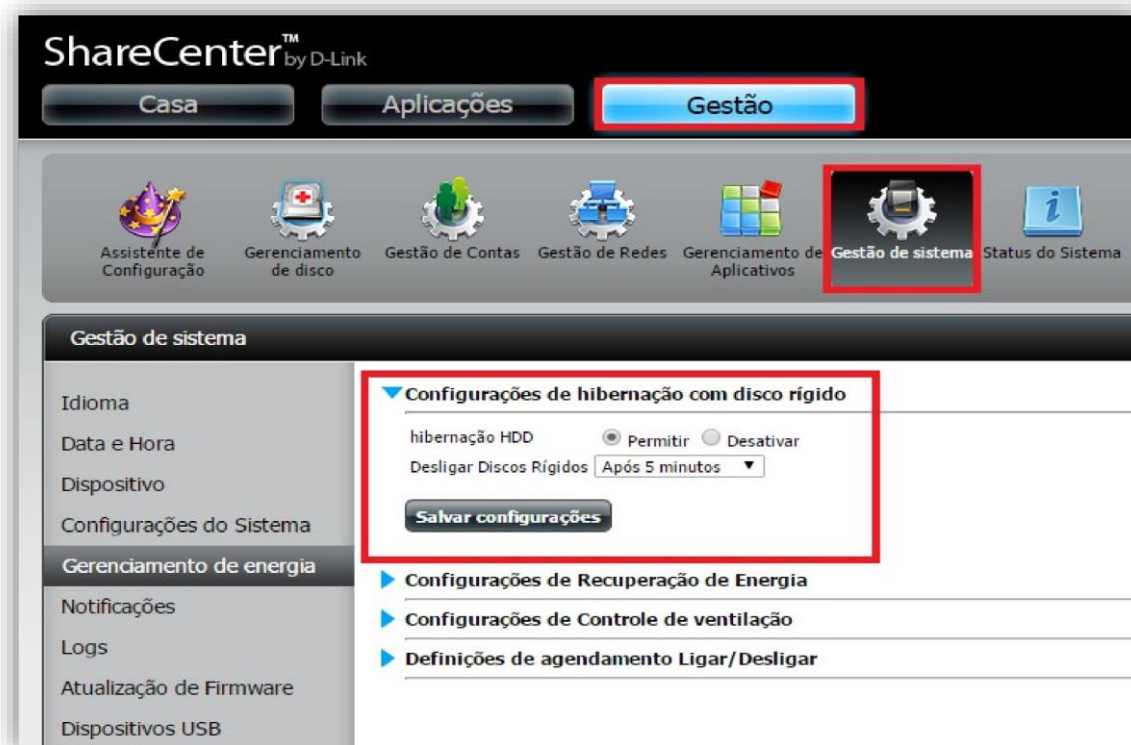 ShareCenter™ by D-Link
Casa
Aplicações
Gestão
Assistente de
Configuração
Gerenciamento
de disco
Gestão de Contas
Gestão de Redes
Gerenciamento de
Aplicativos
Gestão de sistema
Status do Sistema
Gestão de sistema
Idioma
Data e Hora
Dispositivo
Configurações do Sistema
Gerenciamento de energia
Notificações
Logs
Atualização de Firmware
Dispositivos USB
Configurações de hibernação com disco rígido
hibernação HDD Permitir Desativar
Desligar Discos Rígidos Após 5 minutos
Salvar configurações
Configurações de Recuperação de Energia
Configurações de Controle de ventilação
Definições de agendamento Ligar/Desligar